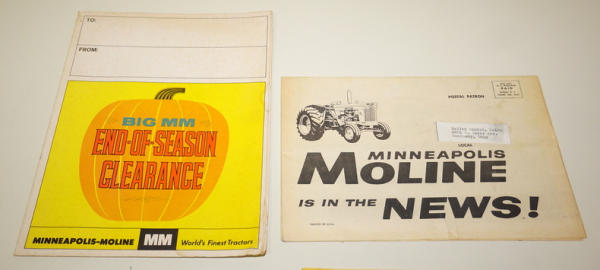 TO:
FROM:
BIG MM
END-OF-SEASON
CLEARANCE
MINNEAPOLIS-MOLINE MM World's Finest Tractors
POSTAL PATRON
PAID
LOCAL
MINNEAPOLIS
MOLINE
IS IN THE NEWS!